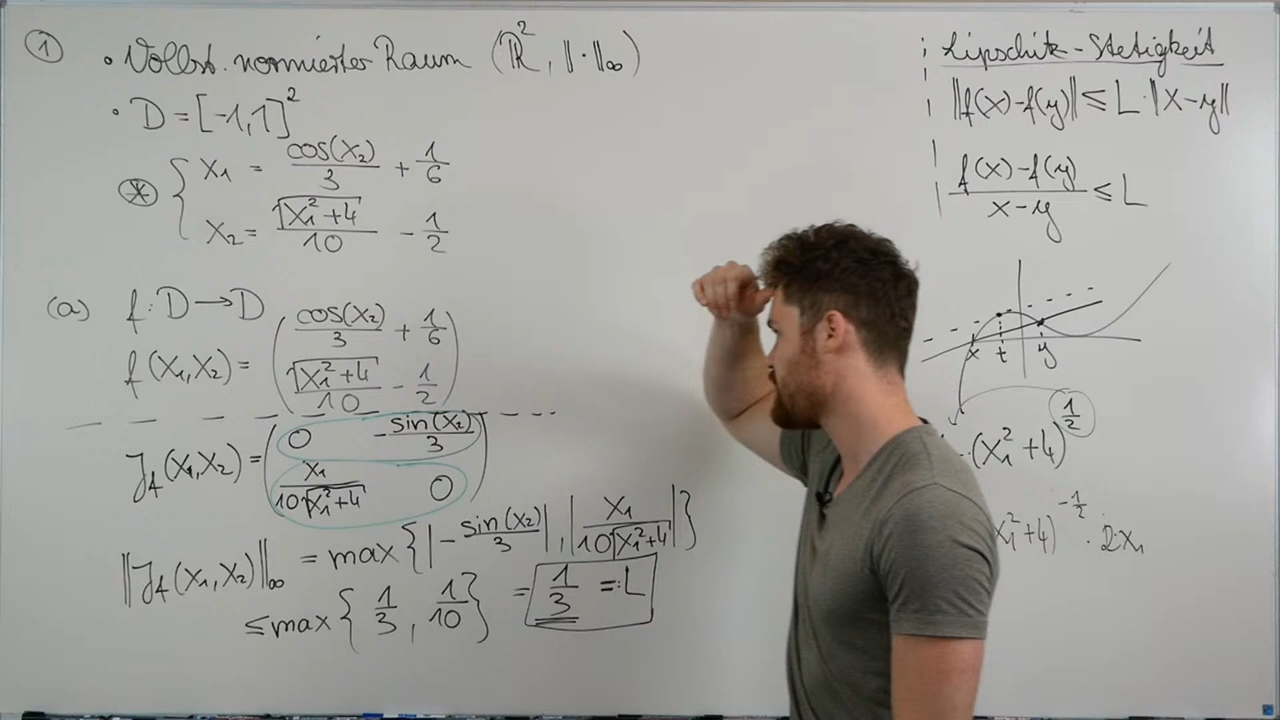 ① • Vollst. normierter Raum (ℝ², ‖·‖∞)
• D = [-1,1]²
⊛ { x₁ = cos(x₂)/3 + 1/6
x₂ = √(x₁²+4)/10 - 1/2
(a) f: D → D
f(x₁,x₂) = ( cos(x₂)/3 + 1/6
√(x₁²+4)/10 - 1/2 )
J_f(x₁,x₂) = ( 0 -sin(x₂)/3
x₁/(10√(x₁²+4)) 0 )
‖J_f(x₁,x₂)‖∞ = max{ |-sin(x₂)/3| , |x₁/(10√(x₁²+4))| }
≤ max{ 1/3 , 1/10 } = 1/3 =: L
Lipschitz-Stetigkeit
‖f(x)-f(y)‖ ≤ L·‖x-y‖
(f(x)-f(y))/(x-y) ≤ L
x t y
·(x₁²+4)^(1/2)
x₁²+4)^(-1/2) · 2x₁